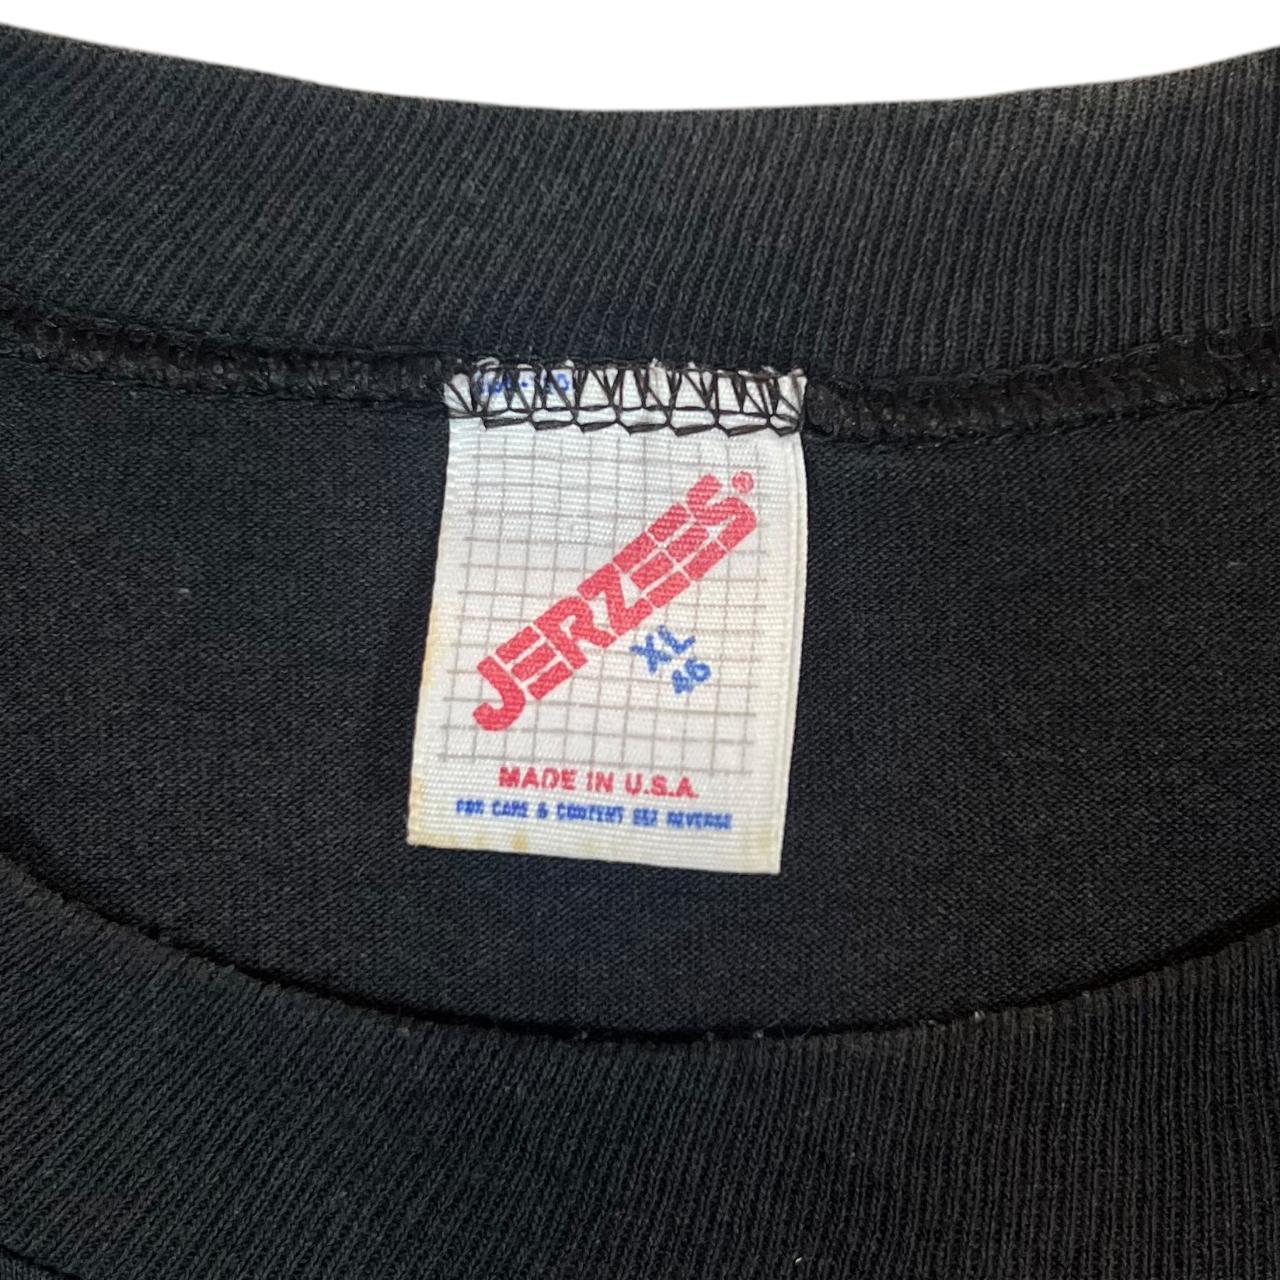 JERZEES®
XL
46
MADE IN U.S.A.
FOR CARE & CONTENT SEE REVERSE